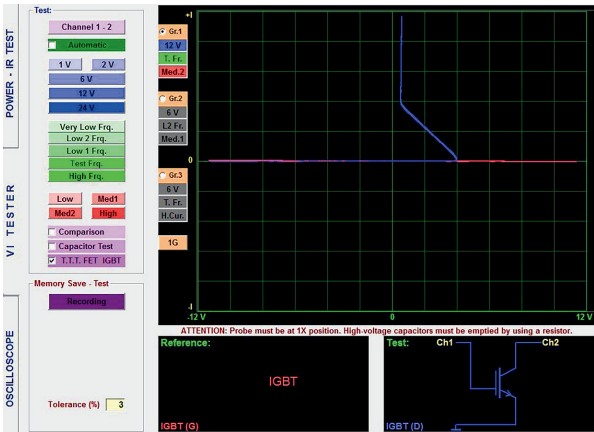 POWER - IR TEST
VI TESTER
OSCILLOSCOPE
Test:
Channel 1 - 2
Automatic
1 V
2 V
6 V
12 V
24 V
Very Low Frq.
Low 2 Frq.
Low 1 Frq.
Test Frq.
High Frq.
Low
Med1
Med2
High
Comparison
Capacitor Test
T.T.T. FET IGBT
Memory Save - Test
Recording
Tolerance (%)
3
Gr.1
12 V
T. Fr.
Med.2
Gr.2
6 V
L2 Fr.
Med.1
Gr.3
6 V
T. Fr.
H.Cur.
1G
+I
0
-I
-12 V
0
12 V
ATTENTION: Probe must be at 1X position. High-voltage capacitors must be emptied by using a resistor.
Reference:
IGBT
IGBT (G)
Test:
Ch1
Ch2
IGBT (D)